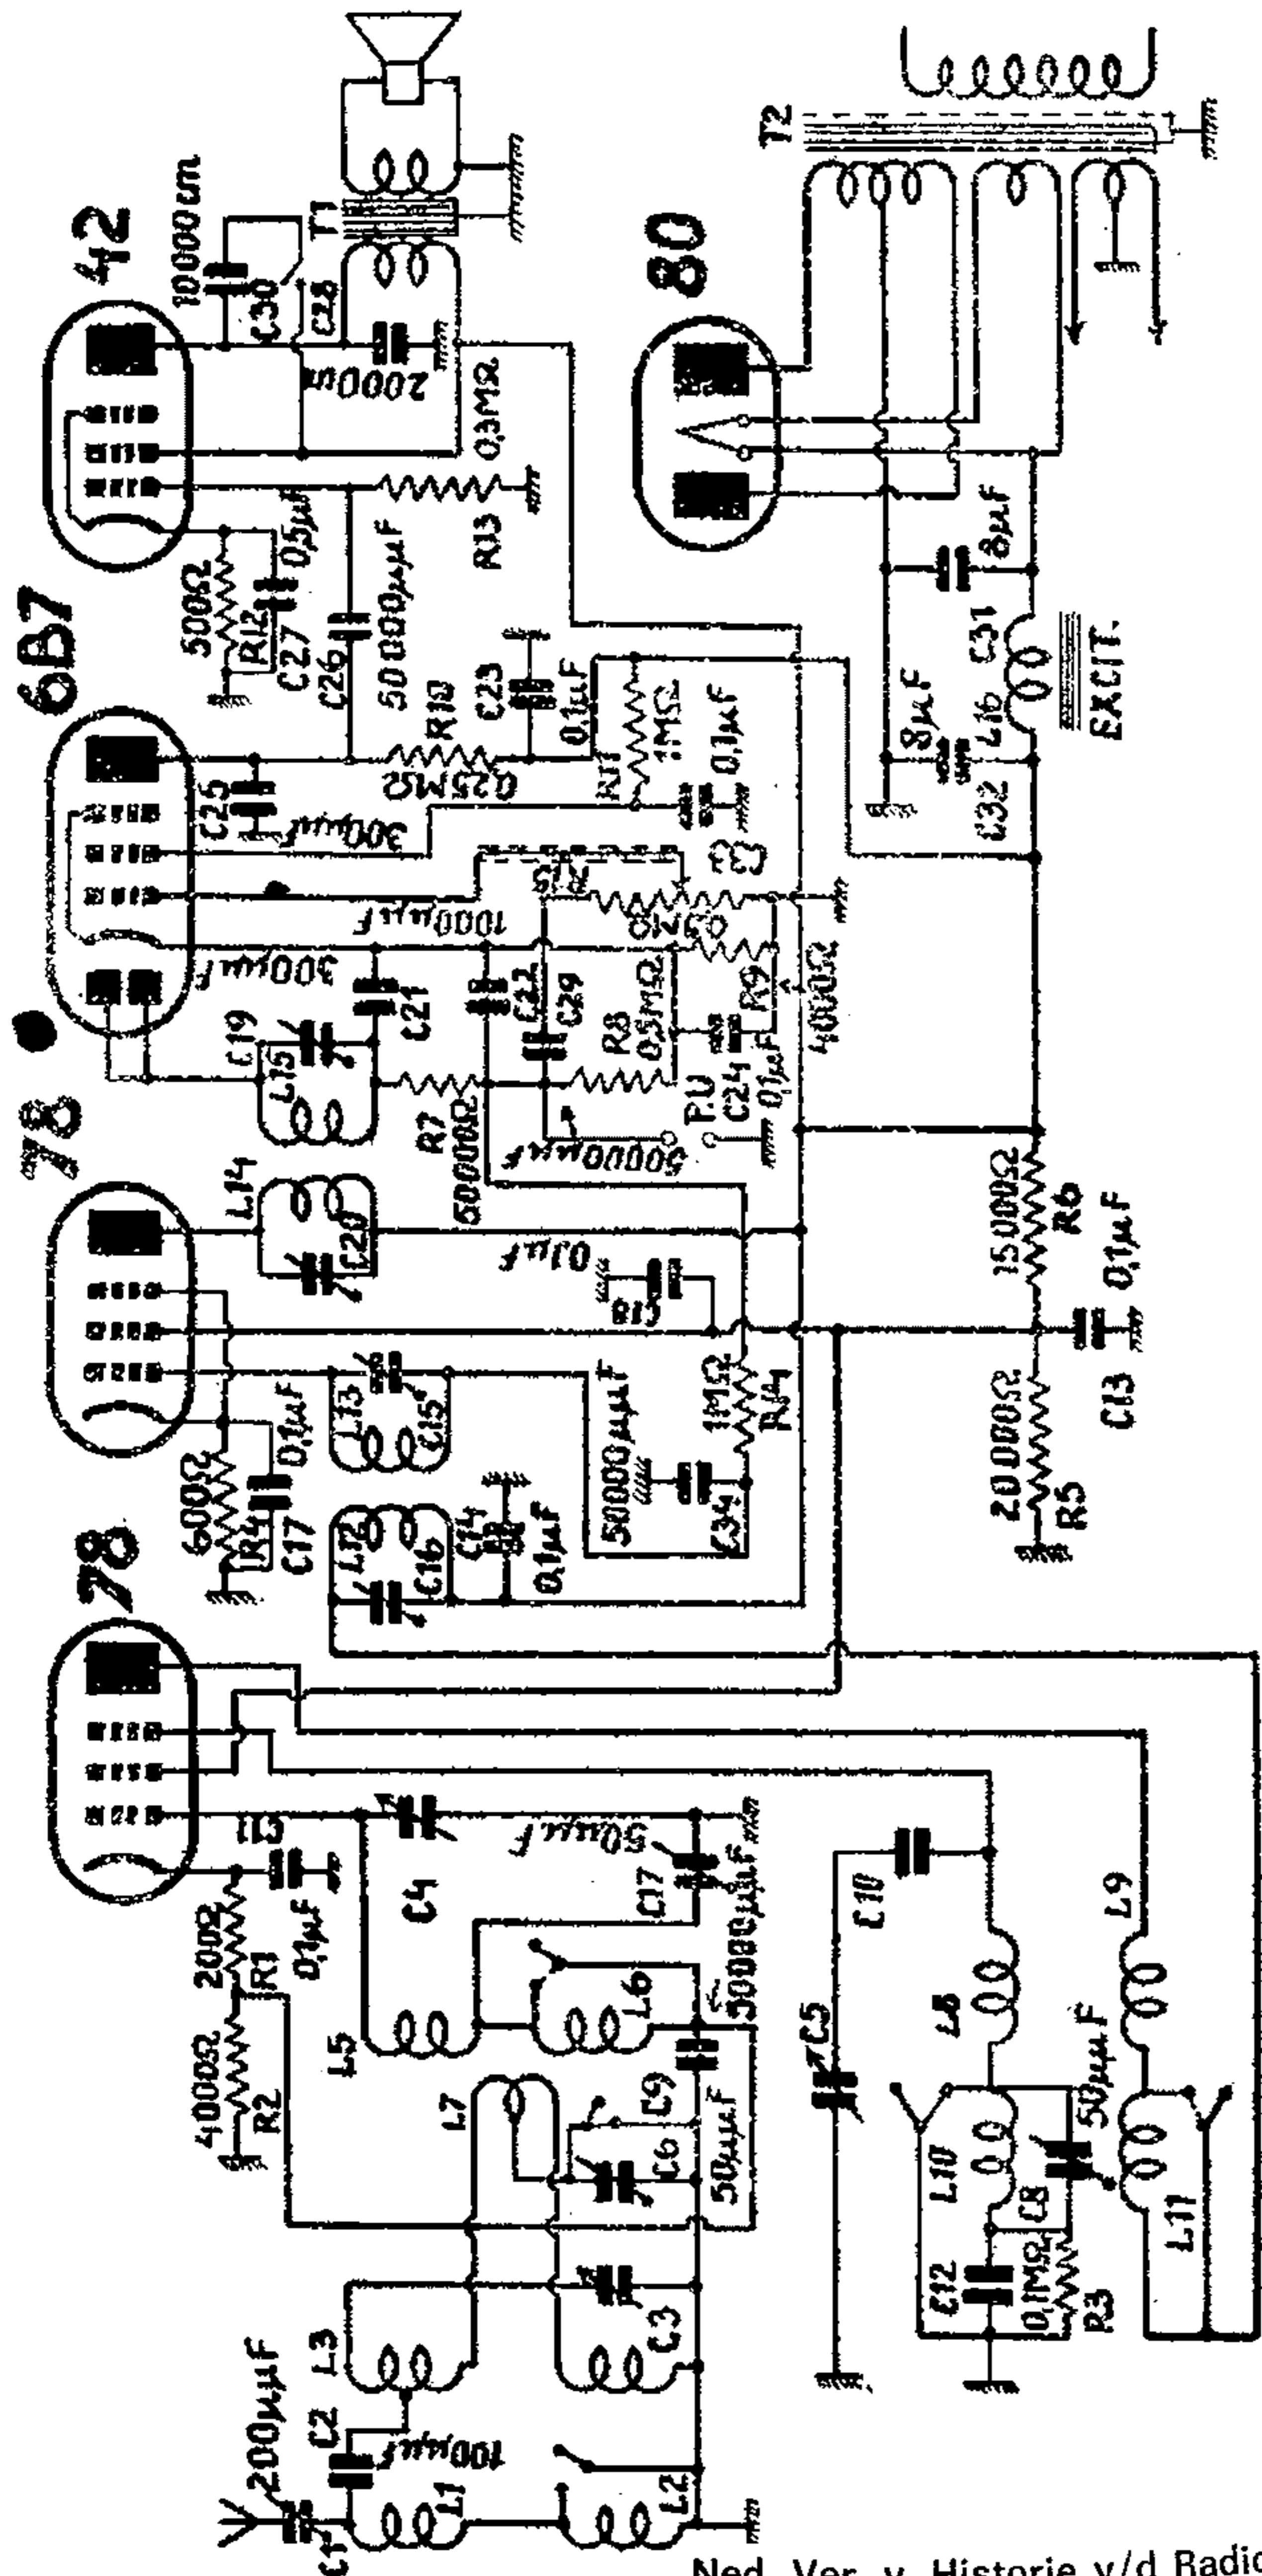 78
78
6B7
42
80
200µµF
C1
C2
100µµF
L1
L2
L3
C3
L7
C6
C9
50µµF
L5
L6
50000µµF
C17
50µµF
C4
4000Ω
R2
200Ω
R1
0,1µF
C11
C5
C10
L8
L10
C8
50µµF
C12
0,1MΩ
R3
L9
L11
600Ω
R4
C17
0,1µF
L12
C16
L13
C15
C14
0,1µF
50000µµF
C34
1MΩ
R14
C18
0,1µF
L14
C20
C19
L15
300µµF
C21
R7
50000Ω
1000µµF
C22
C29
50000µµF
R8
0,5MΩ
P.U
C24
0,1µF
R9
4000Ω
C33
0,1µF
R11
1MΩ
300µµF
C25
R10
0,25MΩ
C23
0,1µF
C26
50000µµF
500Ω
R12
C27
0,5µF
R13
0,3MΩ
10000cm
C30
C28
T1
T2
8µF
C31
L16
8µF
C32
EXCIT.
20000Ω
R5
15000Ω
R6
C13
0,1µF
Ned. Ver. v. Historie v/d Radio